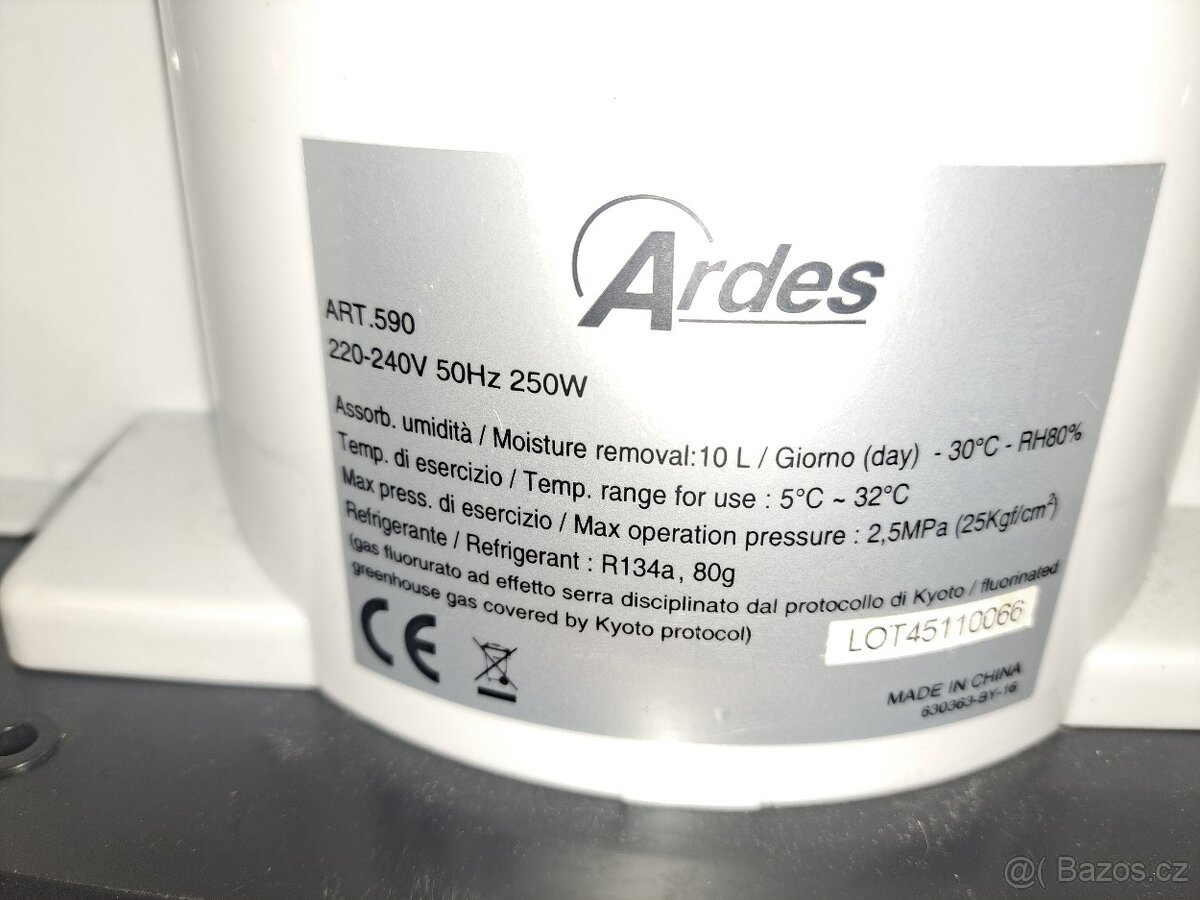 Ardes
ART.590
220-240V 50Hz 250W
Assorb. umidità / Moisture removal:10 L / Giorno (day) - 30°C - RH80%
Temp. di esercizio / Temp. range for use : 5°C ~ 32°C
Max press. di esercizio / Max operation pressure : 2,5MPa (25Kgf/cm²)
Refrigerante / Refrigerant : R134a, 80g
(gas fluorurato ad effetto serra disciplinato dal protocollo di Kyoto / fluorinated
greenhouse gas covered by Kyoto protocol)
CE
LOT45110066
MADE IN CHINA
630363-BY-16
@( Bazos.cz